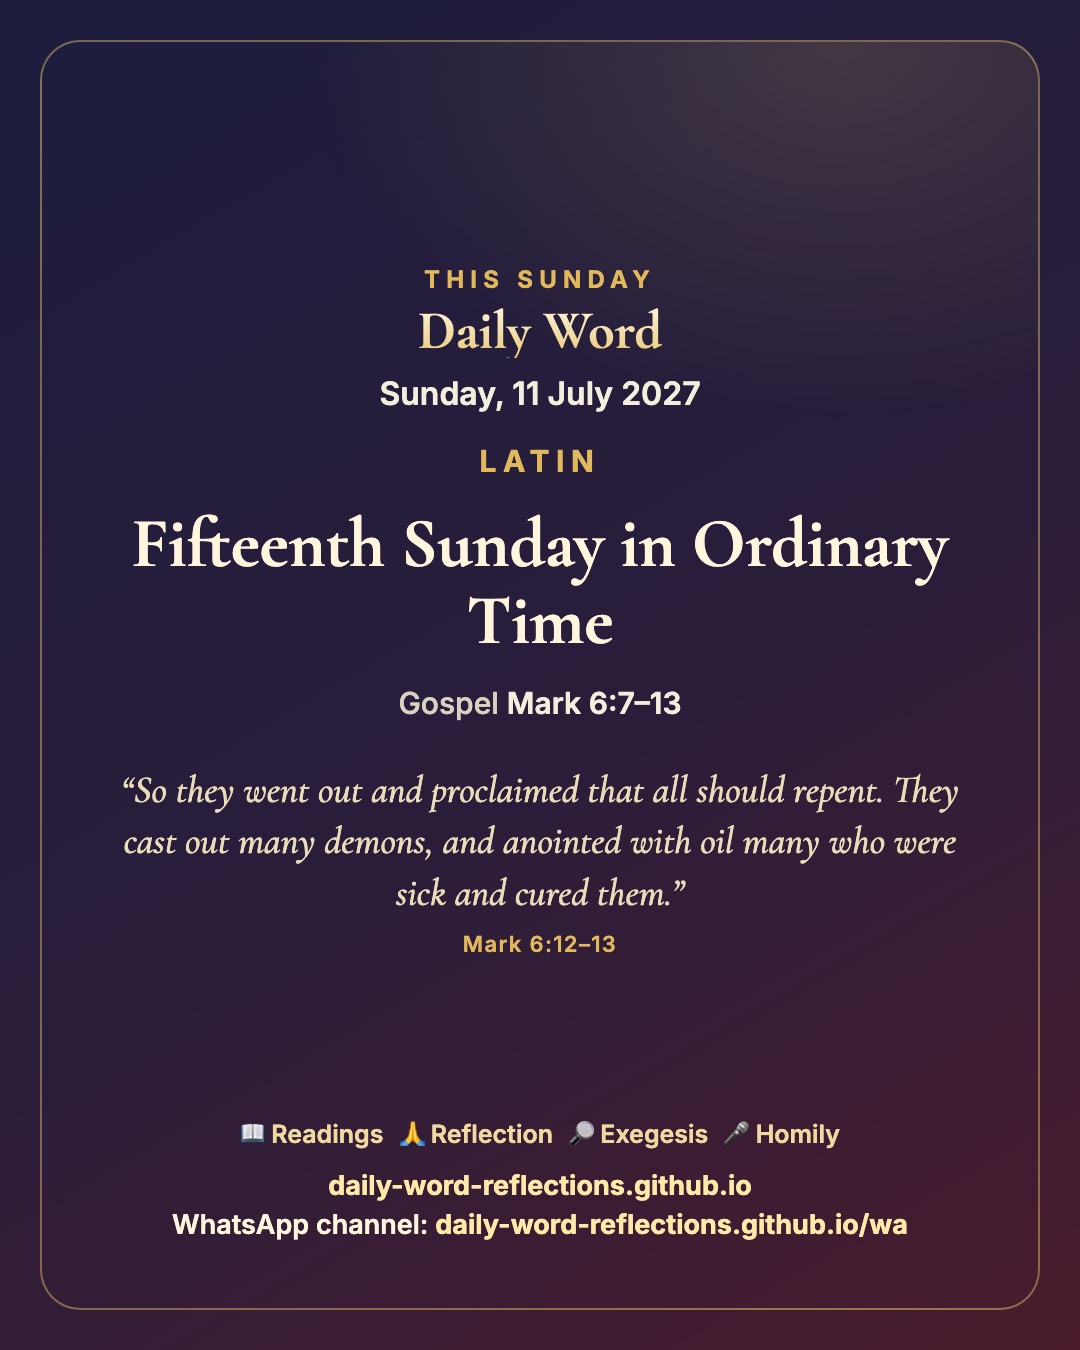 THIS SUNDAY
Daily Word
Sunday, 11 July 2027
LATIN
Fifteenth Sunday in Ordinary
Time
Gospel Mark 6:7–13
“So they went out and proclaimed that all should repent. They
cast out many demons, and anointed with oil many who were
sick and cured them.”
Mark 6:12–13
📖 Readings 🙏 Reflection 🔎 Exegesis 🎤 Homily
daily-word-reflections.github.io
WhatsApp channel: daily-word-reflections.github.io/wa